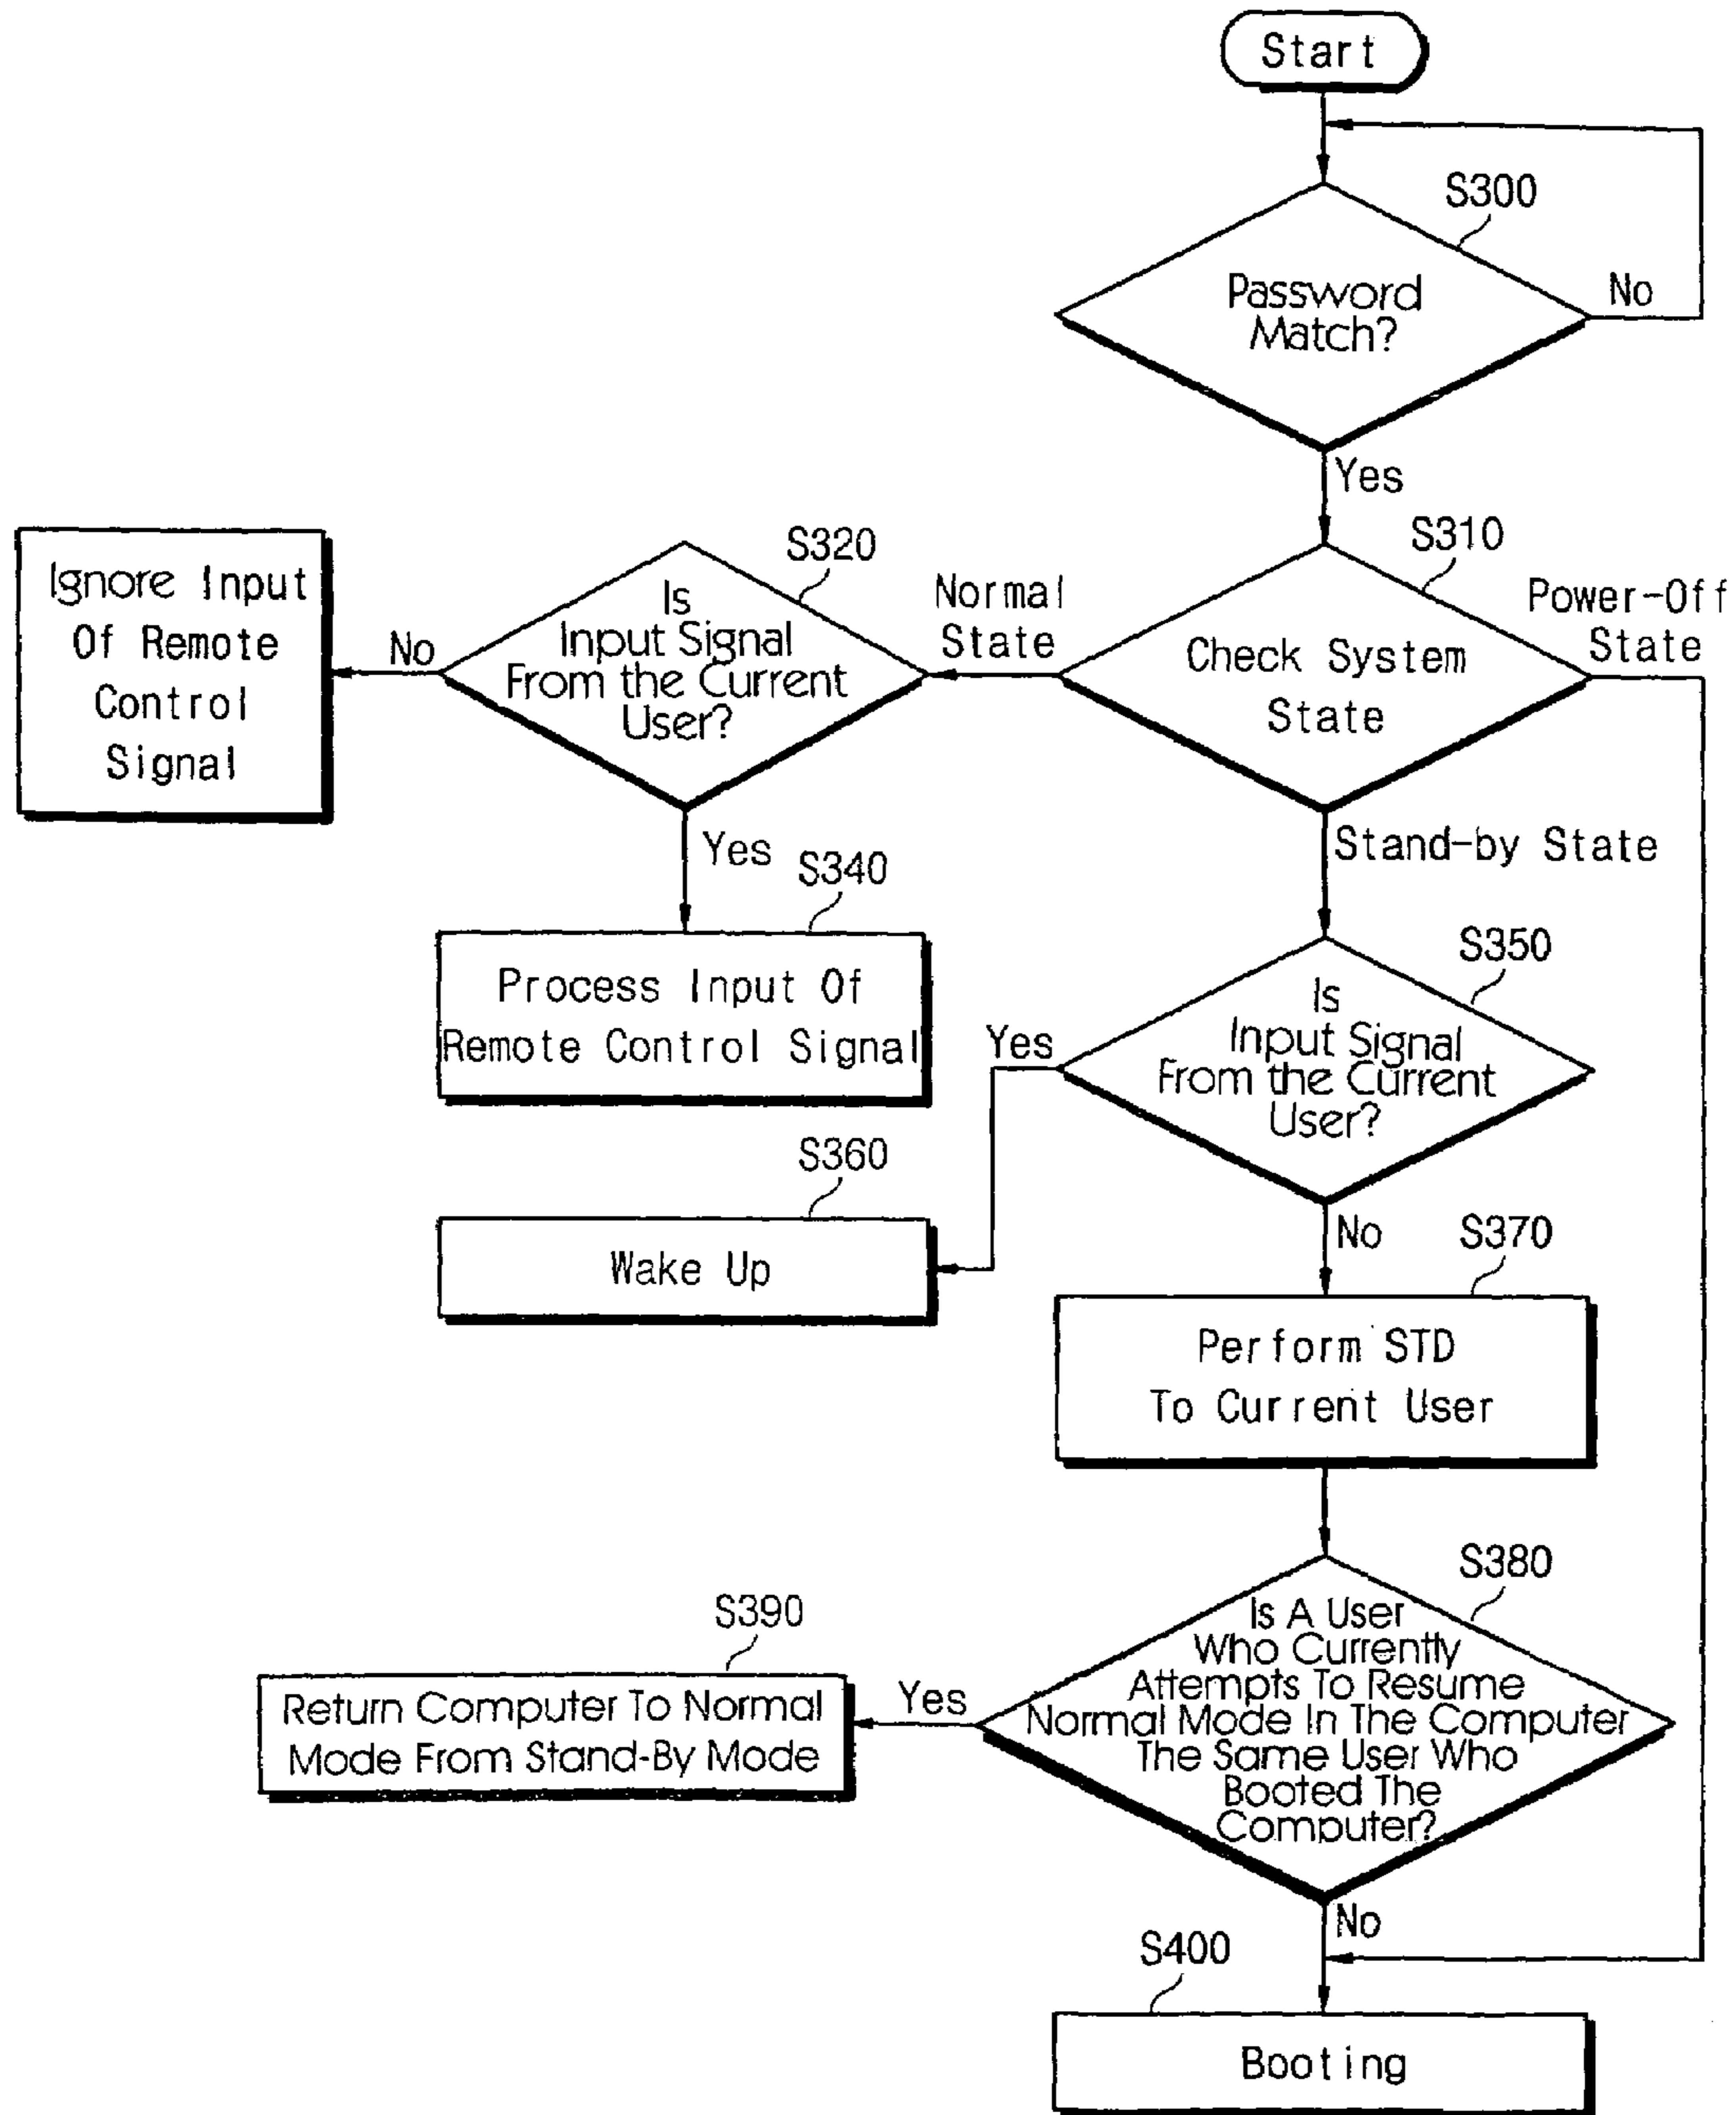 Start
S300
Password
Match?
No
Yes
S310
Check System
State
Normal
State
Power-Off
State
Stand-by State
S320
Is
Input Signal
From the Current
User?
No
Ignore Input
Of Remote
Control
Signal
Yes
S340
Process Input Of
Remote Control Signal
S350
Is
Input Signal
From the Current
User?
Yes
S360
Wake Up
No
S370
Perform STD
To Current User
S380
Is A User
Who Currently
Attempts To Resume
Normal Mode In The Computer
The Same User Who
Booted The
Computer?
Yes
S390
Return Computer To Normal
Mode From Stand-By Mode
No
S400
Booting